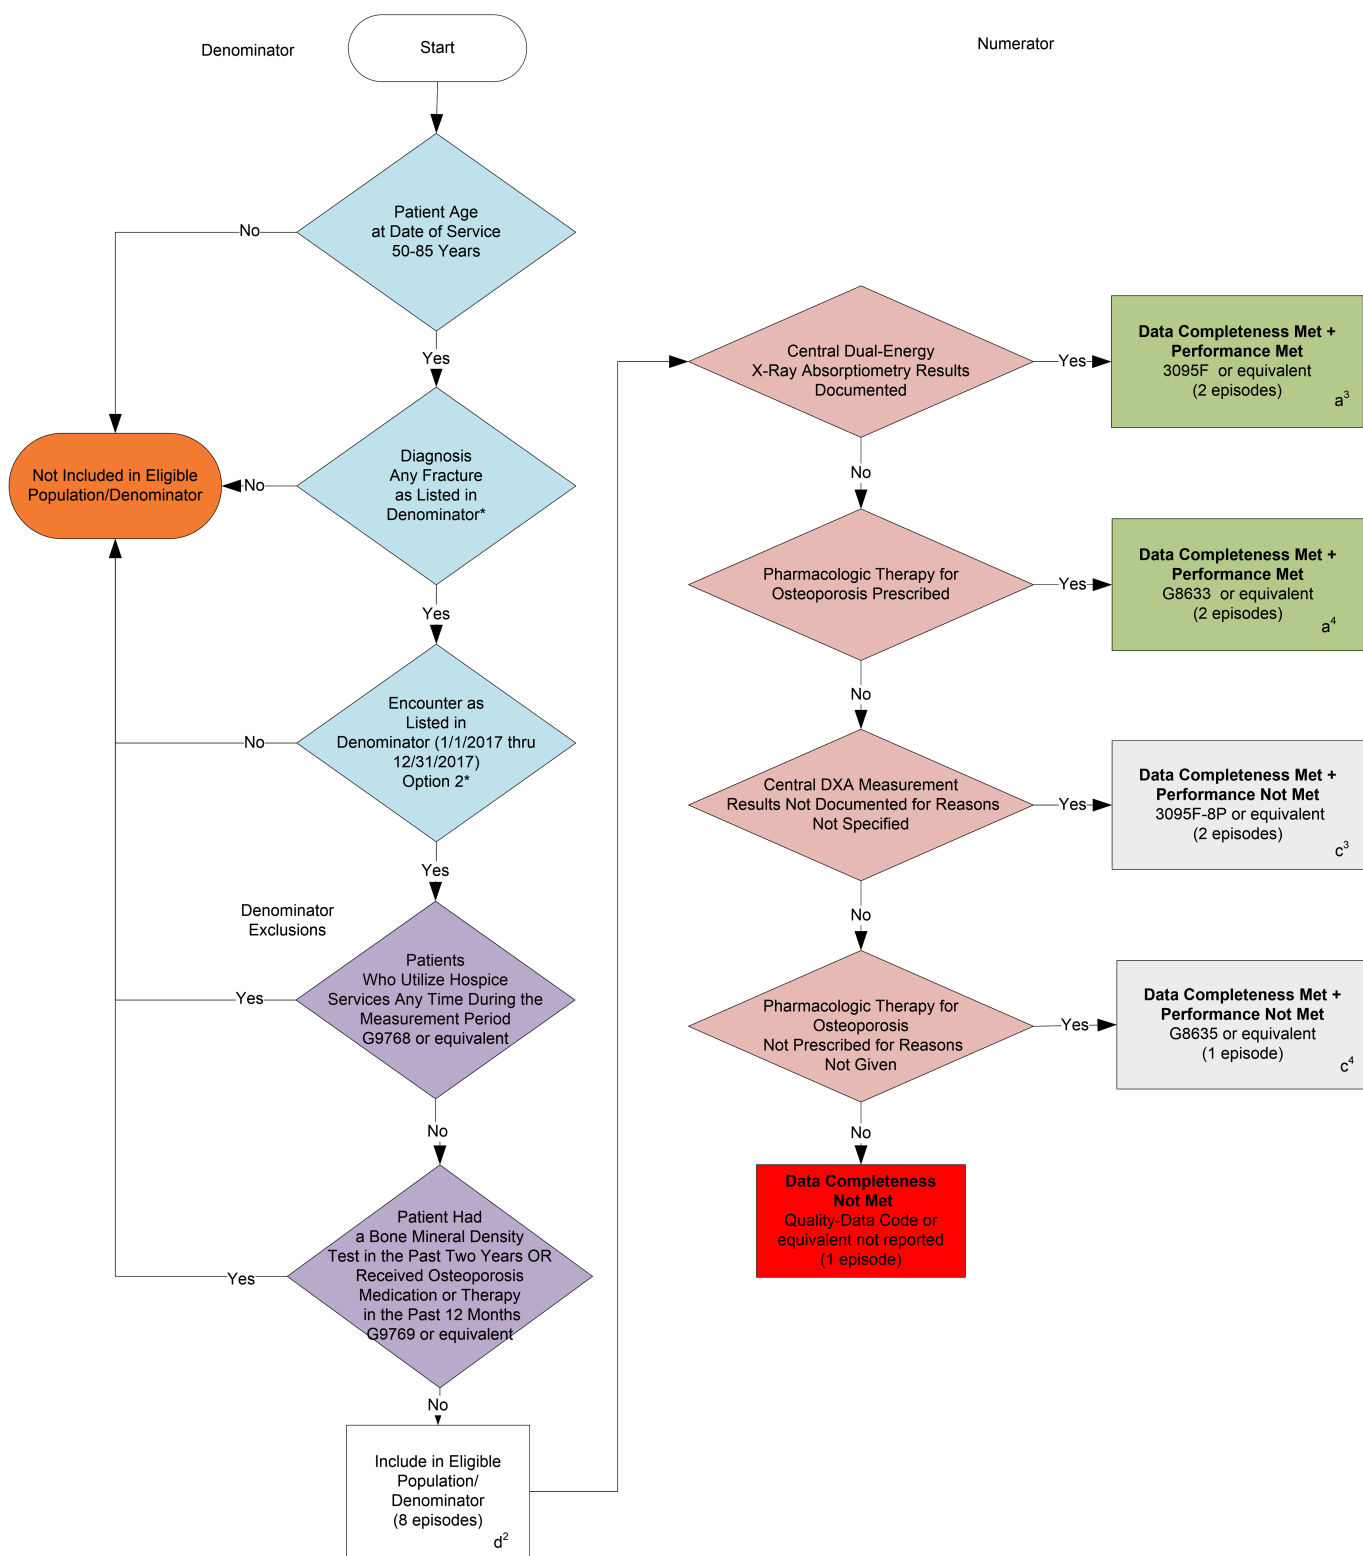 Denominator
Start
Numerator
Patient Age
at Date of Service
50-85 Years
No
Yes
Diagnosis
Any Fracture
as Listed in
Denominator*
No
Not Included in Eligible
Population/Denominator
Yes
Encounter as
Listed in
Denominator (1/1/2017 thru
12/31/2017)
Option 2*
No
Yes
Denominator
Exclusions
Patients
Who Utilize Hospice
Services Any Time During the
Measurement Period
G9768 or equivalent
Yes
No
Patient Had
a Bone Mineral Density
Test in the Past Two Years OR
Received Osteoporosis
Medication or Therapy
in the Past 12 Months
G9769 or equivalent
Yes
No
Include in Eligible
Population/
Denominator
(8 episodes)
d²
Central Dual-Energy
X-Ray Absorptiometry Results
Documented
Yes
Data Completeness Met +
Performance Met
3095F or equivalent
(2 episodes)
a³
No
Pharmacologic Therapy for
Osteoporosis Prescribed
Yes
Data Completeness Met +
Performance Met
G8633 or equivalent
(2 episodes)
a⁴
No
Central DXA Measurement
Results Not Documented for Reasons
Not Specified
Yes
Data Completeness Met +
Performance Not Met
3095F-8P or equivalent
(2 episodes)
c³
No
Pharmacologic Therapy for
Osteoporosis
Not Prescribed for Reasons
Not Given
Yes
Data Completeness Met +
Performance Not Met
G8635 or equivalent
(1 episode)
c⁴
No
Data Completeness
Not Met
Quality-Data Code or
equivalent not reported
(1 episode)